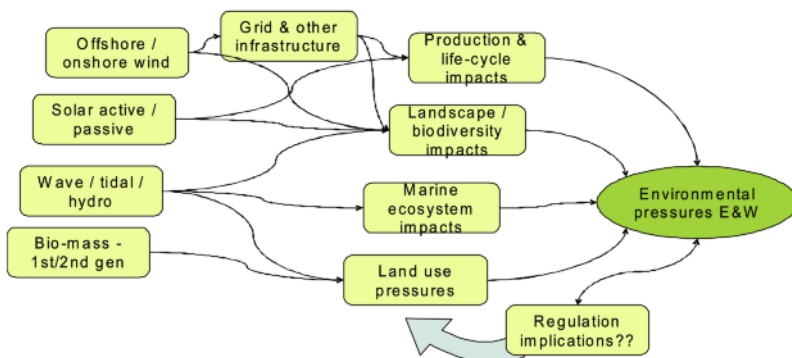 Offshore /
onshore wind
Grid & other
infrastructure
Production &
life-cycle
impacts
Solar active /
passive
Landscape /
biodiversity
impacts
Wave / tidal /
hydro
Marine
ecosystem
impacts
Environmental
pressures E&W
Bio-mass -
1st/2nd gen
Land use
pressures
Regulation
implications??